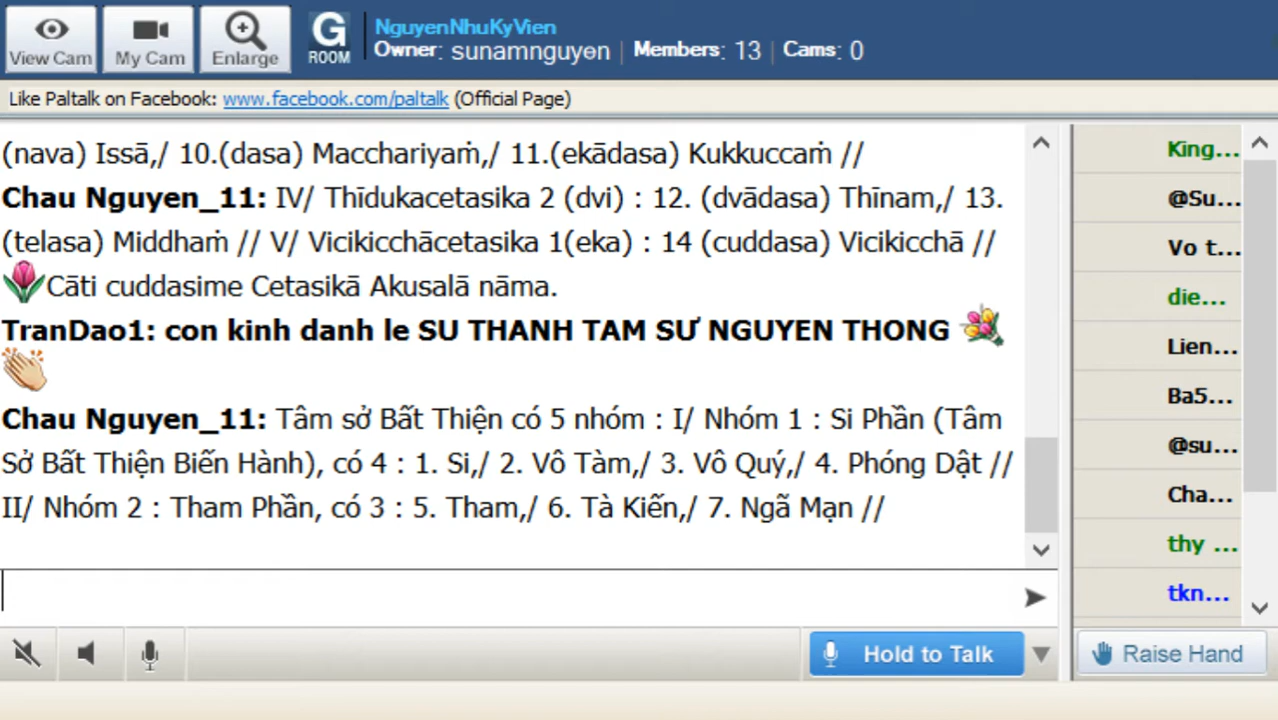 View Cam
My Cam
Enlarge
G
ROOM
NguyenNhuKyVien
Owner: sunamnguyen | Members: 13 | Cams: 0
Like Paltalk on Facebook: www.facebook.com/paltalk (Official Page)
(nava) Issā,/ 10.(dasa) Macchariyaṁ,/ 11.(ekādasa) Kukkuccaṁ //
Chau Nguyen_11: IV/ Thīdukacetasika 2 (dvi) : 12. (dvādasa) Thīnam,/ 13.
(telasa) Middhaṁ // V/ Vicikicchācetasika 1(eka) : 14 (cuddasa) Vicikicchā //
Cāti cuddasime Cetasikā Akusalā nāma.
TranDao1: con kinh danh le SU THANH TAM SƯ NGUYEN THONG
Chau Nguyen_11: Tâm sở Bất Thiện có 5 nhóm : I/ Nhóm 1 : Si Phần (Tâm
Sở Bất Thiện Biến Hành), có 4 : 1. Si,/ 2. Vô Tàm,/ 3. Vô Quý,/ 4. Phóng Dật //
II/ Nhóm 2 : Tham Phần, có 3 : 5. Tham,/ 6. Tà Kiến,/ 7. Ngã Mạn //
King...
@Su...
Vo t...
die...
Lien...
Ba5...
@su...
Cha...
thy ...
tkn...
Hold to Talk
Raise Hand